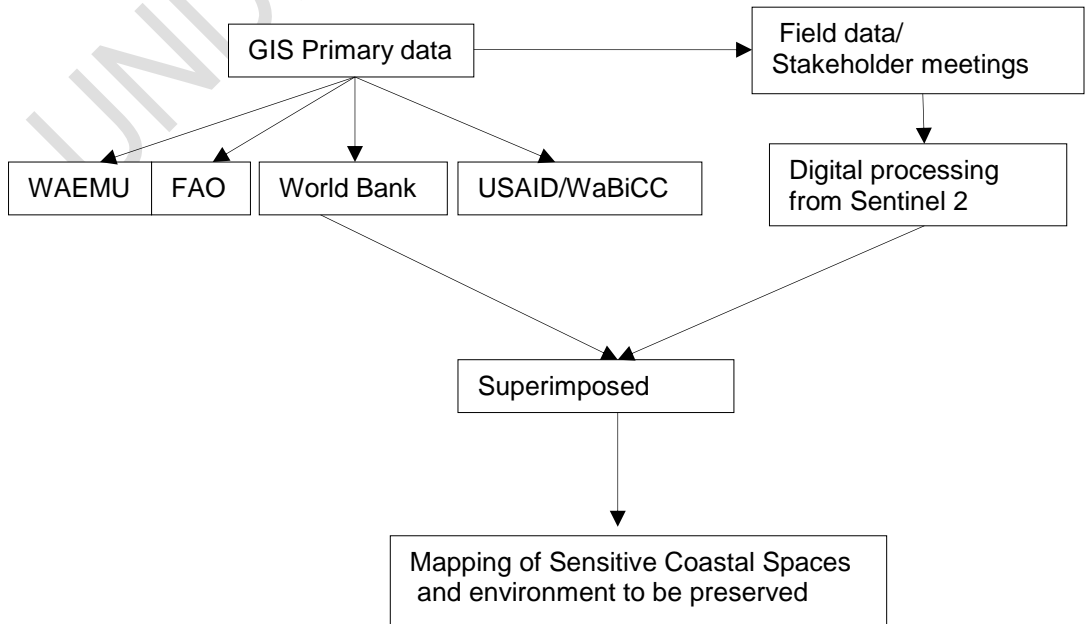 UND
GIS Primary data
Field data/
Stakeholder meetings
WAEMU
FAO
World Bank
USAID/WaBiCC
Digital processing
from Sentinel 2
Superimposed
Mapping of Sensitive Coastal Spaces
and environment to be preserved